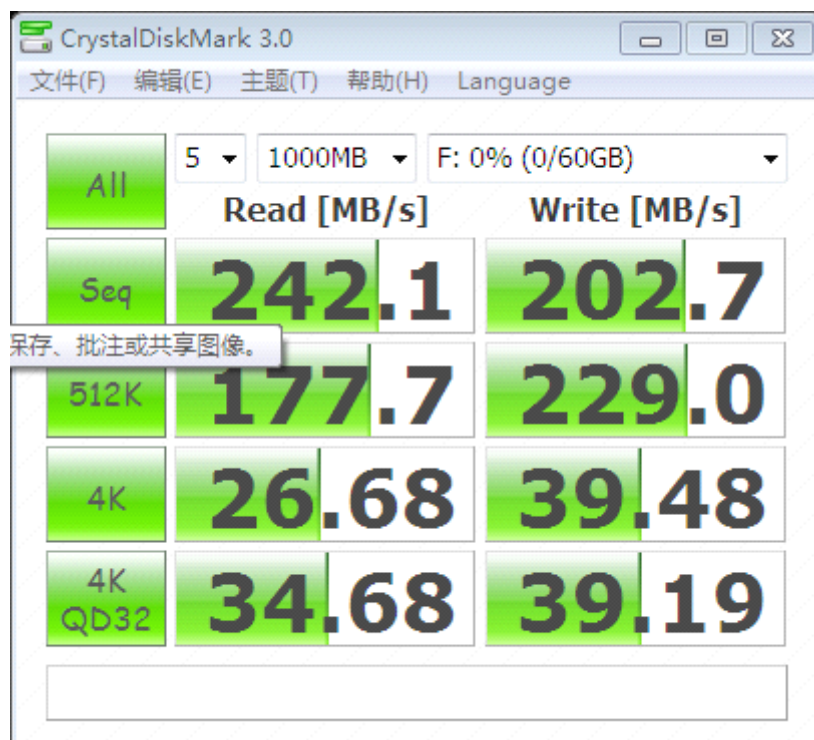 CrystalDiskMark 3.0
文件(F) 编辑(E) 主题(T) 帮助(H) Language
All 5 1000MB F: 0% (0/60GB)
Read [MB/s] Write [MB/s]
Seq 242.1 202.7
保存、批注或共享图像。
512K 177.7 229.0
4K 26.68 39.48
4K QD32 34.68 39.19